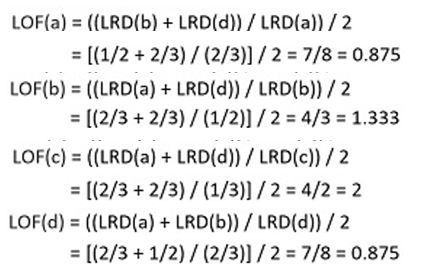 LOF(a) = ((LRD(b) + LRD(d)) / LRD(a)) / 2
= [(1/2 + 2/3) / (2/3)] / 2 = 7/8 = 0.875
LOF(b) = ((LRD(a) + LRD(d)) / LRD(b)) / 2
= [(2/3 + 2/3) / (1/2)] / 2 = 4/3 = 1.333
LOF(c) = ((LRD(a) + LRD(d)) / LRD(c)) / 2
= [(2/3 + 2/3) / (1/3)] / 2 = 4/2 = 2
LOF(d) = ((LRD(a) + LRD(b)) / LRD(d)) / 2
= [(2/3 + 1/2) / (2/3)] / 2 = 7/8 = 0.875